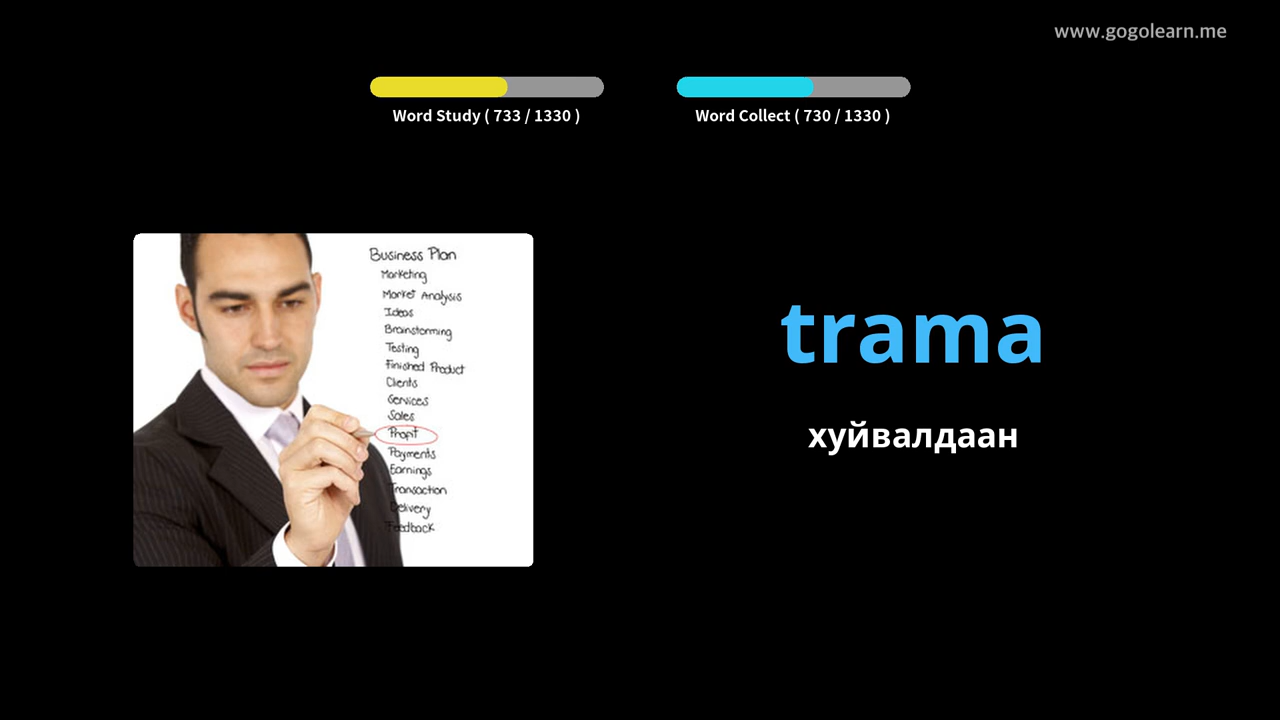 www.gogolearn.me
Word Study ( 733 / 1330 )
Word Collect ( 730 / 1330 )
Business Plan
Marketing
Market Analysis
Ideas
Brainstorming
Testing
Finished Product
Clients
Services
Sales
Profit
Payments
Earnings
Transaction
Delivery
Feedback
trama
хуйвалдаан